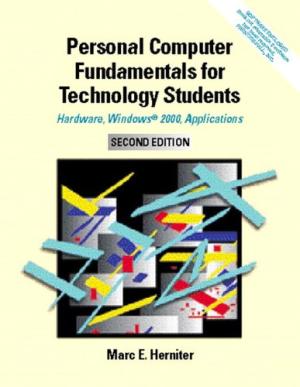 Personal Computer
Fundamentals for
Technology Students
Hardware, Windows® 2000, Applications
SECOND EDITION
Marc E. Herniter